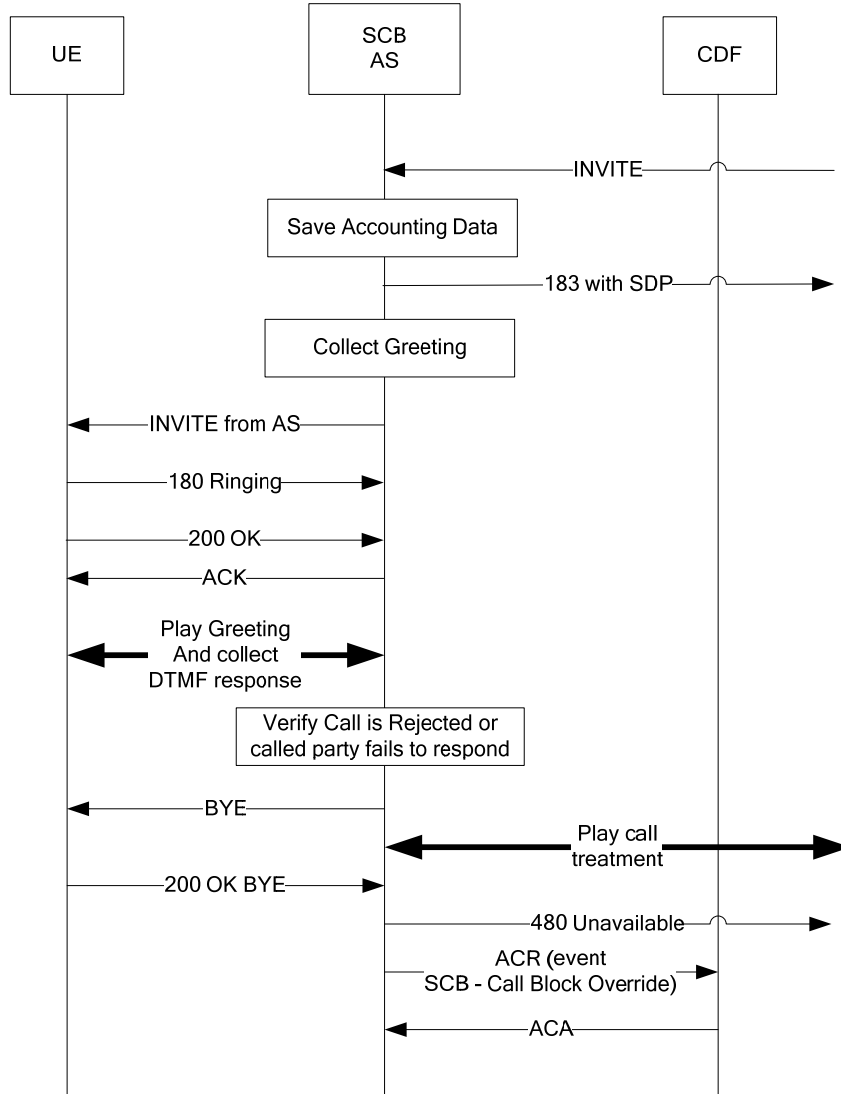 UE
SCB
AS
CDF
INVITE
Save Accounting Data
183 with SDP
Collect Greeting
INVITE from AS
180 Ringing
200 OK
ACK
Play Greeting
And collect
DTMF response
Verify Call is Rejected or
called party fails to respond
BYE
Play call
treatment
200 OK BYE
480 Unavailable
ACR (event
SCB - Call Block Override)
ACA